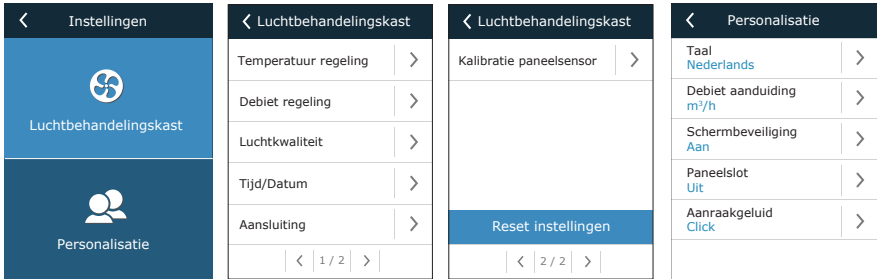 Instellingen
Luchtbehandelingskast
Personalisatie
Luchtbehandelingskast
Temperatuur regeling
Debiet regeling
Luchtkwaliteit
Tijd/Datum
Aansluiting
1 / 2
Luchtbehandelingskast
Kalibratie paneelsensor
Reset instellingen
2 / 2
Personalisatie
Taal
Nederlands
Debiet aanduiding
m³/h
Schermbeveiliging
Aan
Paneelslot
Uit
Aanraakgeluid
Click